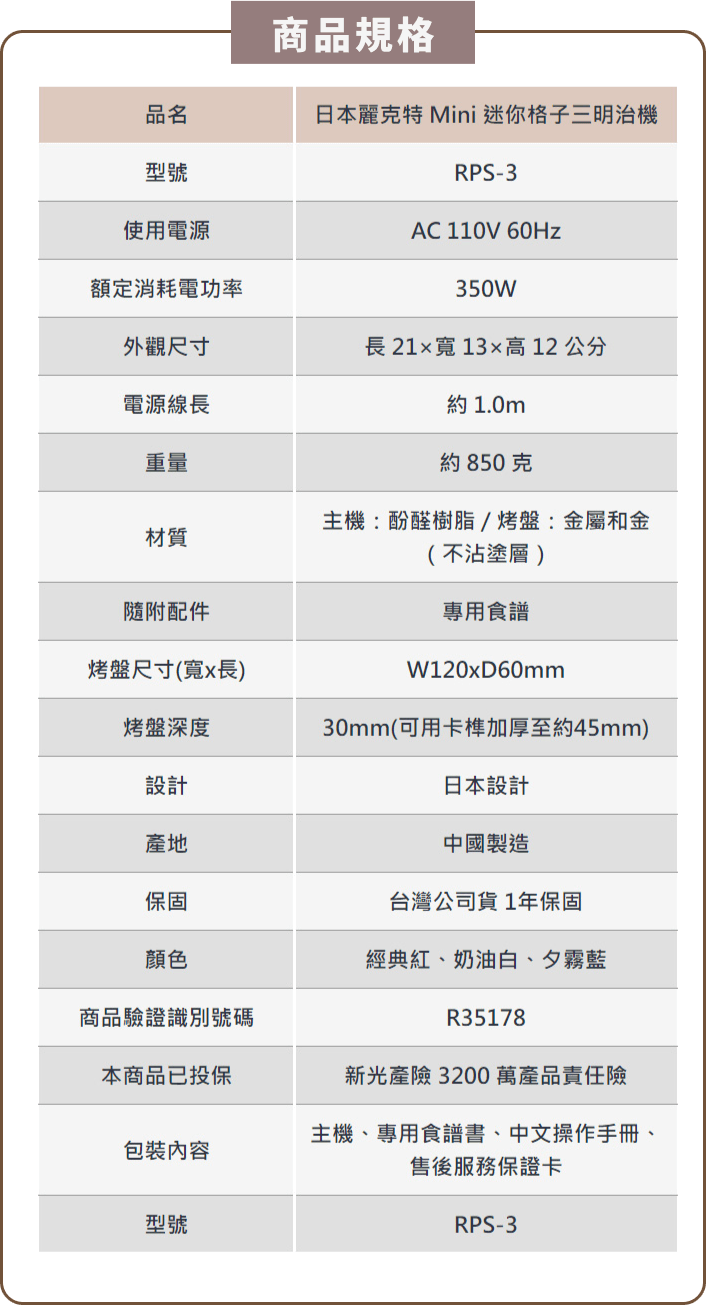 商品規格
品名 日本麗克特 Mini 迷你格子三明治機
型號 RPS-3
使用電源 AC 110V 60Hz
額定消耗電功率 350W
外觀尺寸 長 21×寬 13×高 12 公分
電源線長 約 1.0m
重量 約 850 克
材質 主機：酚醛樹脂 / 烤盤：金屬和金
（不沾塗層）
隨附配件 專用食譜
烤盤尺寸(寬x長) W120xD60mm
烤盤深度 30mm(可用卡榫加厚至約45mm)
設計 日本設計
產地 中國製造
保固 台灣公司貨 1年保固
顏色 經典紅、奶油白、夕霧藍
商品驗證識別號碼 R35178
本商品已投保 新光產險 3200 萬產品責任險
包裝內容 主機、專用食譜書、中文操作手冊、
售後服務保證卡
型號 RPS-3